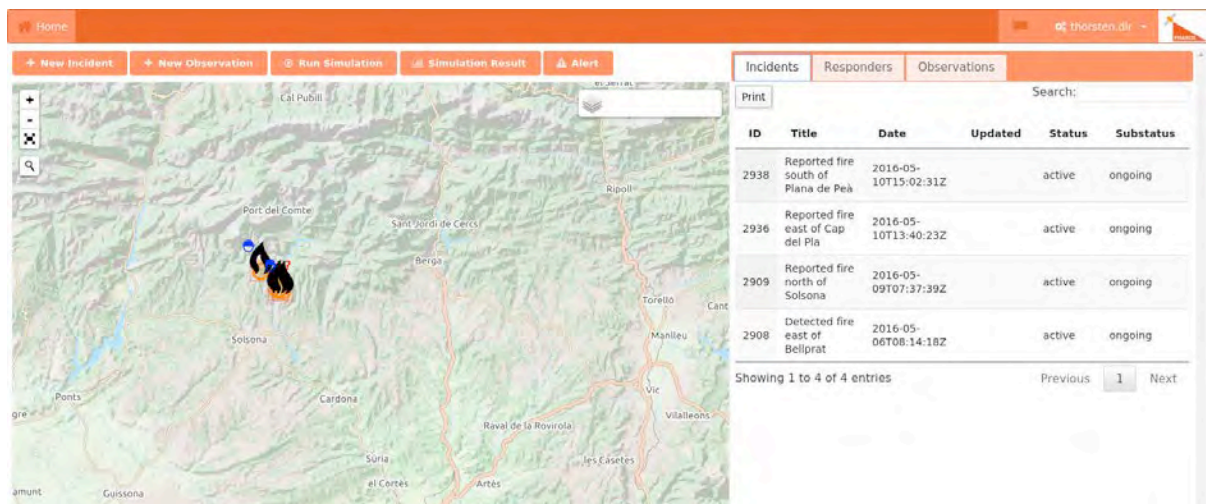 Home
thorsten.dlr
PHAROS
+ New Incident
+ New Observation
Run Simulation
Simulation Result
Alert
Incidents Responders Observations
Print
Search:
ID Title Date Updated Status Substatus
Reported fire
2938 south of 2016-05- active ongoing
Plana de Peà 10T15:02:31Z
Reported fire
2936 east of Cap 2016-05- active ongoing
del Pla 10T13:40:23Z
Reported fire
2909 north of 2016-05- active ongoing
Solsona 09T07:37:39Z
Detected fire
2908 east of 2016-05- active ongoing
Bellprat 06T08:14:18Z
Showing 1 to 4 of 4 entries
Previous 1 Next
+
-
Cal Pubill
Ripoll
Port del Comte
Sant Jordi de Cercs
Berga
?
Torelló
Cant
Solsona
Manlleu
Ponts
Cardona
Vic
Vilalleons
gre
Raval de la Rovirola
Súria
les Casetes
amunt
Guissona
el Cortès
Artés